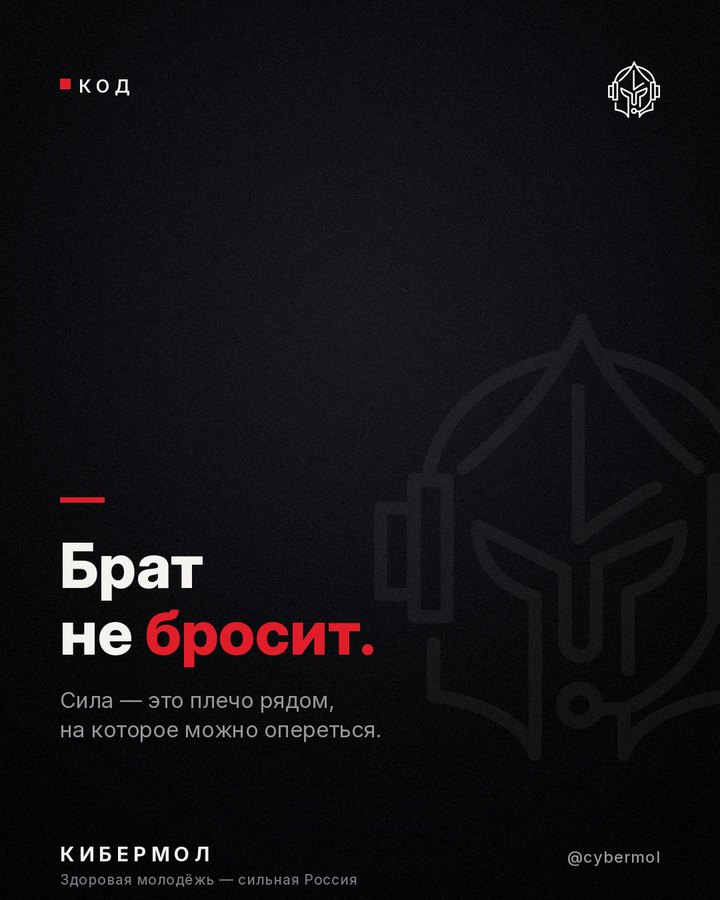 КОД
Брат
не бросит.
Сила — это плечо рядом,
на которое можно опереться.
КИБЕРМОЛ
@cybermol
Здоровая молодёжь — сильная Россия